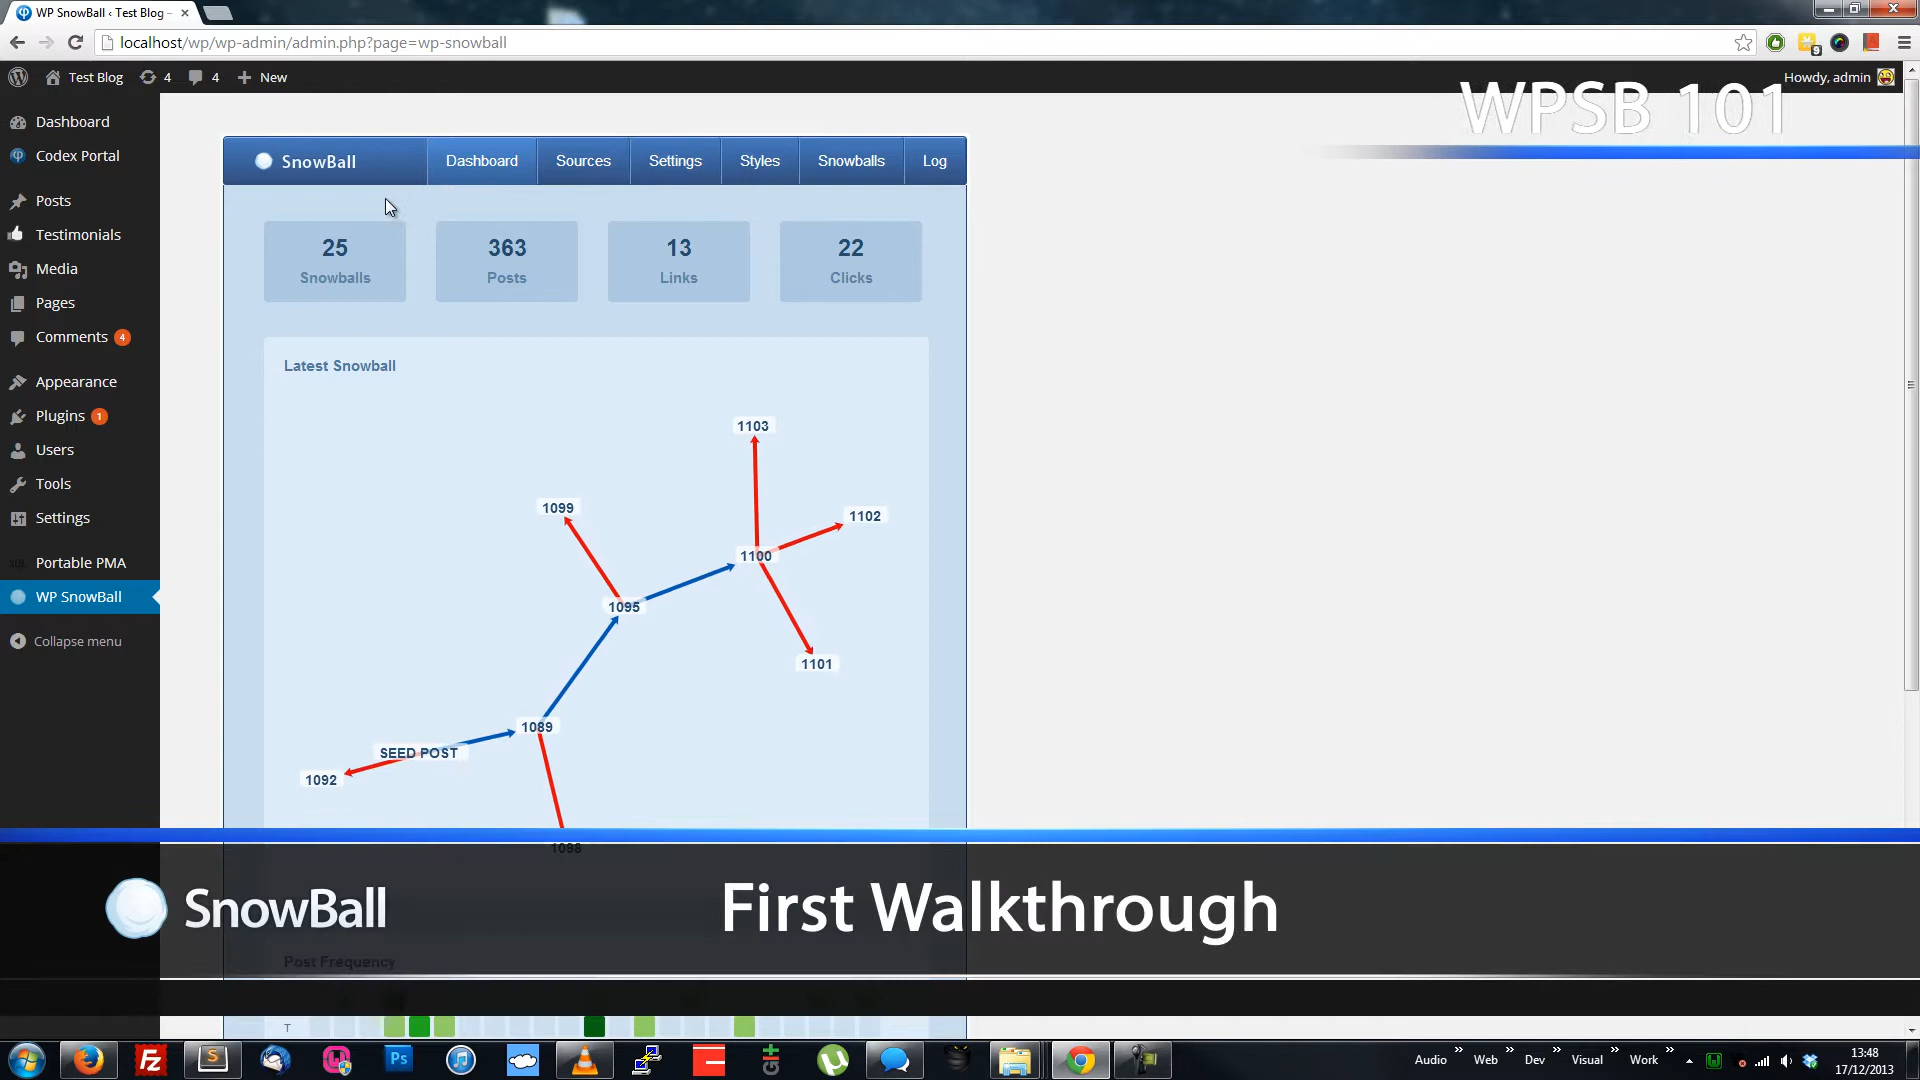 WP SnowBall ‹ Test Blog –
localhost/wp/wp-admin/admin.php?page=wp-snowball
9
Test Blog 4 4 New
Howdy, admin
WPSB 101
Dashboard
Codex Portal
Posts
Testimonials
Media
Pages
Comments 4
Appearance
Plugins 1
Users
Tools
Settings
Portable PMA
WP SnowBall
Collapse menu
SnowBall Dashboard Sources Settings Styles Snowballs Log
25 363 13 22
Snowballs Posts Links Clicks
Latest Snowball
1103
1099
1102
1100
1095
1101
1089
SEED POST
1092
1098
SnowBall First Walkthrough
Post Frequency
T
Audio Web Dev Visual Work
13:48
17/12/2013